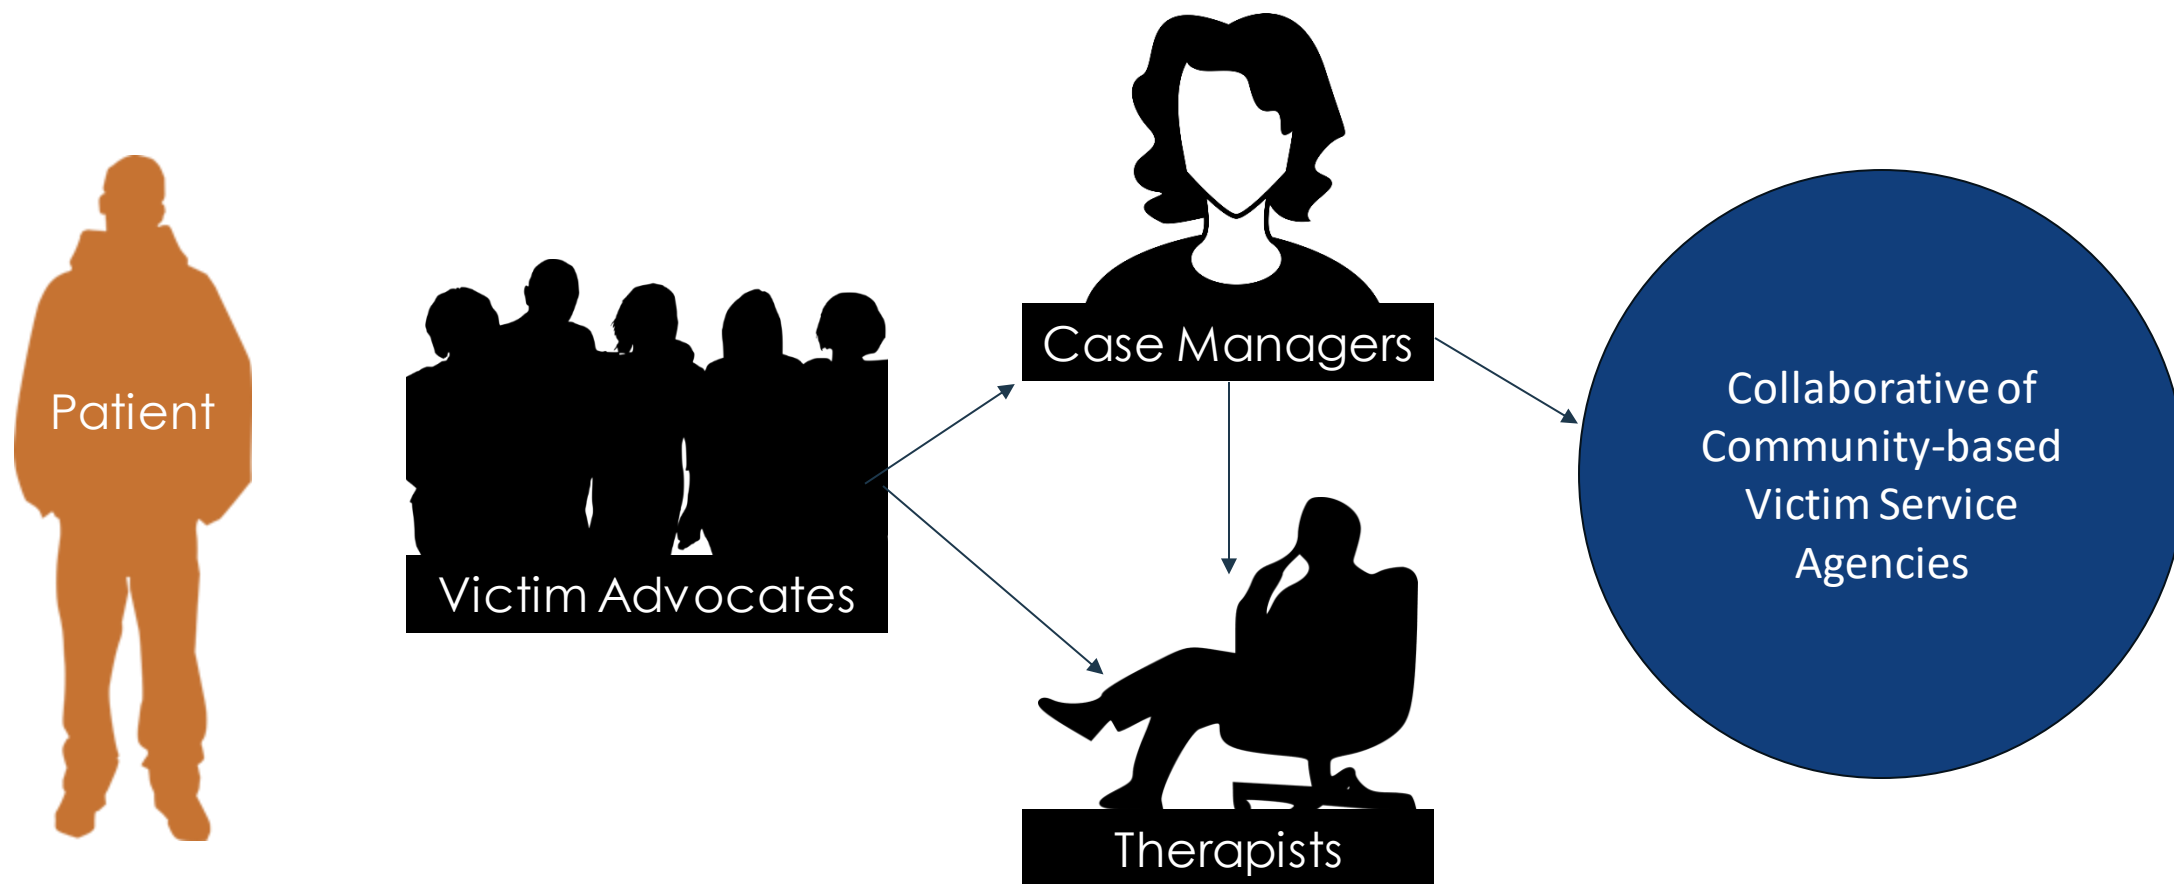 Patient
Victim Advocates
Case Managers
Therapists
Collaborative of
Community-based
Victim Service
Agencies